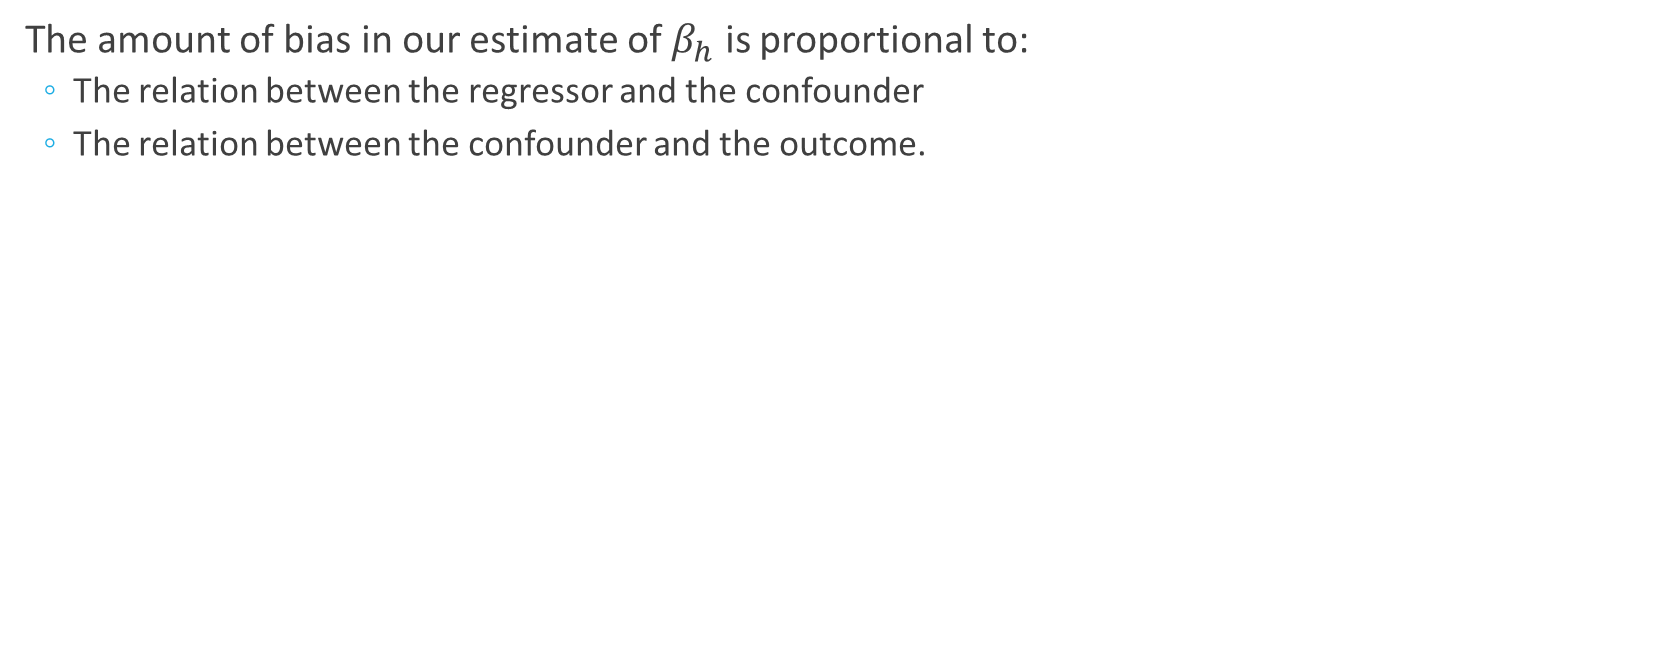 The amount of bias in our estimate of βₕ is proportional to:
◦ The relation between the regressor and the confounder
◦ The relation between the confounder and the outcome.